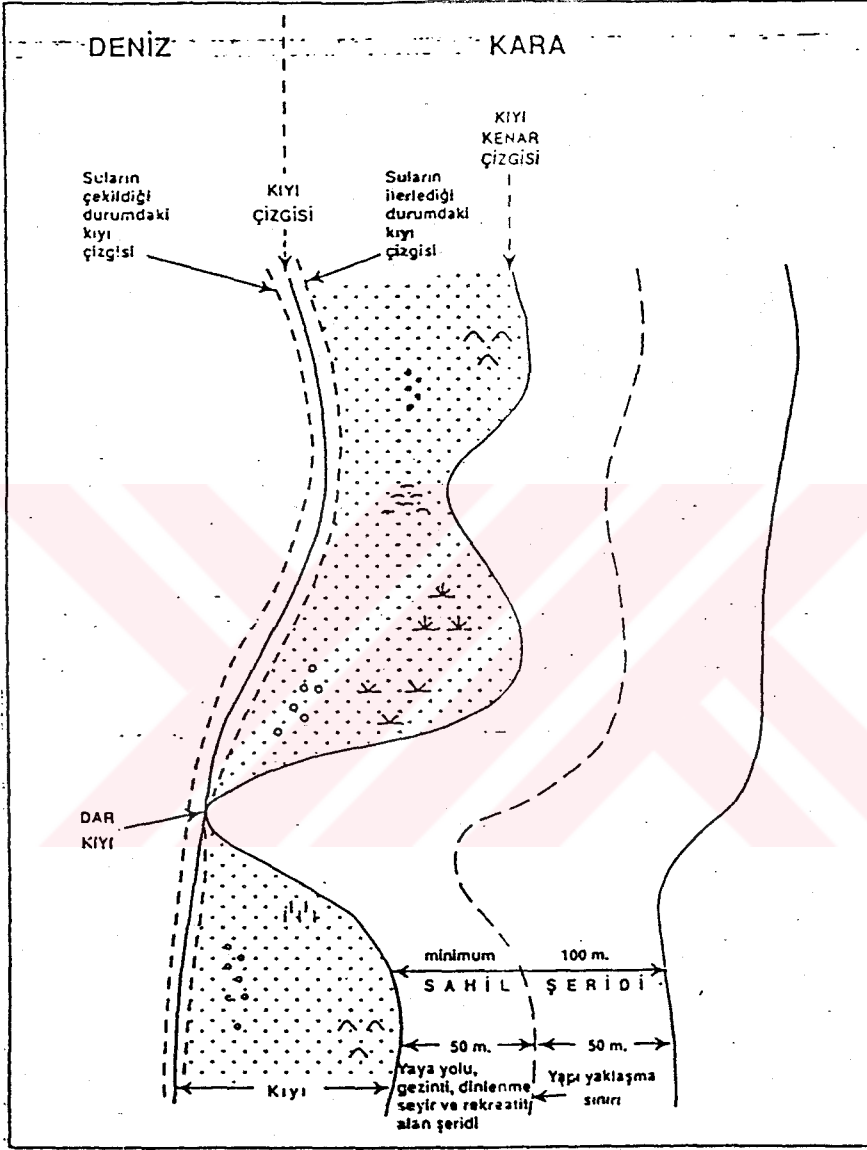 DENİZ KARA
KIYI
KENAR
ÇİZGİSİ
Suların
çekildiği
durumdaki
kıyı
çizgisi
KIYI
ÇİZGİSİ
Suların
ilerlediği
durumdaki
kıyı
çizgisi
DAR
KIYI
minimum 100 m.
SAHİL ŞERİDİ
50 m. 50 m.
Kıyı
Yaya yolu,
gezinti, dinlenme
seyir ve rekreatif
alan şeridi
Yapı yaklaşma
sınırı